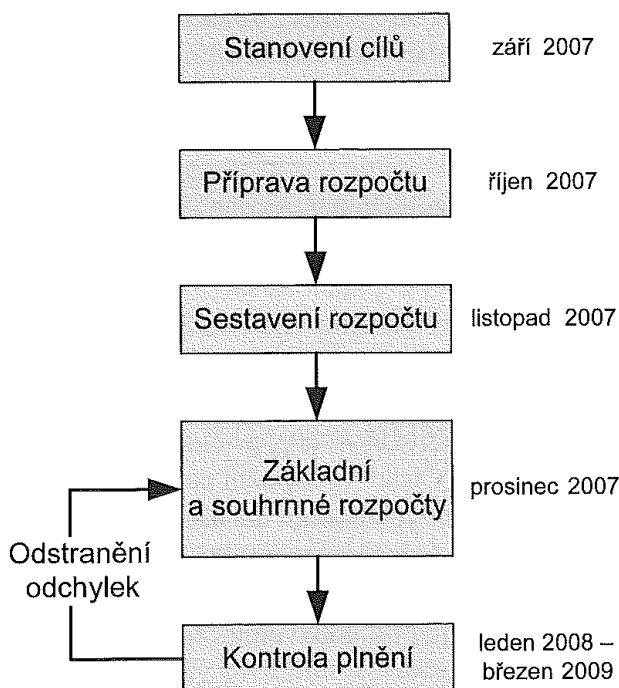 Stanovení cílů
září 2007
Příprava rozpočtu
říjen 2007
Sestavení rozpočtu
listopad 2007
Základní
a souhrnné rozpočty
prosinec 2007
Odstranění
odchylek
Kontrola plnění
leden 2008 –
březen 2009